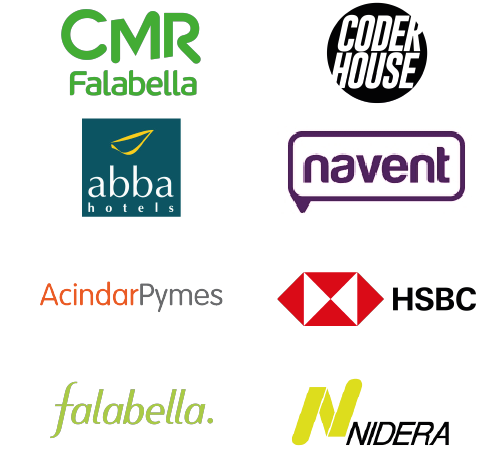 CMR
Falabella
CODER
HOUSE
abba
hotels
navent
AcindarPymes
HSBC
falabella.
NIDERA